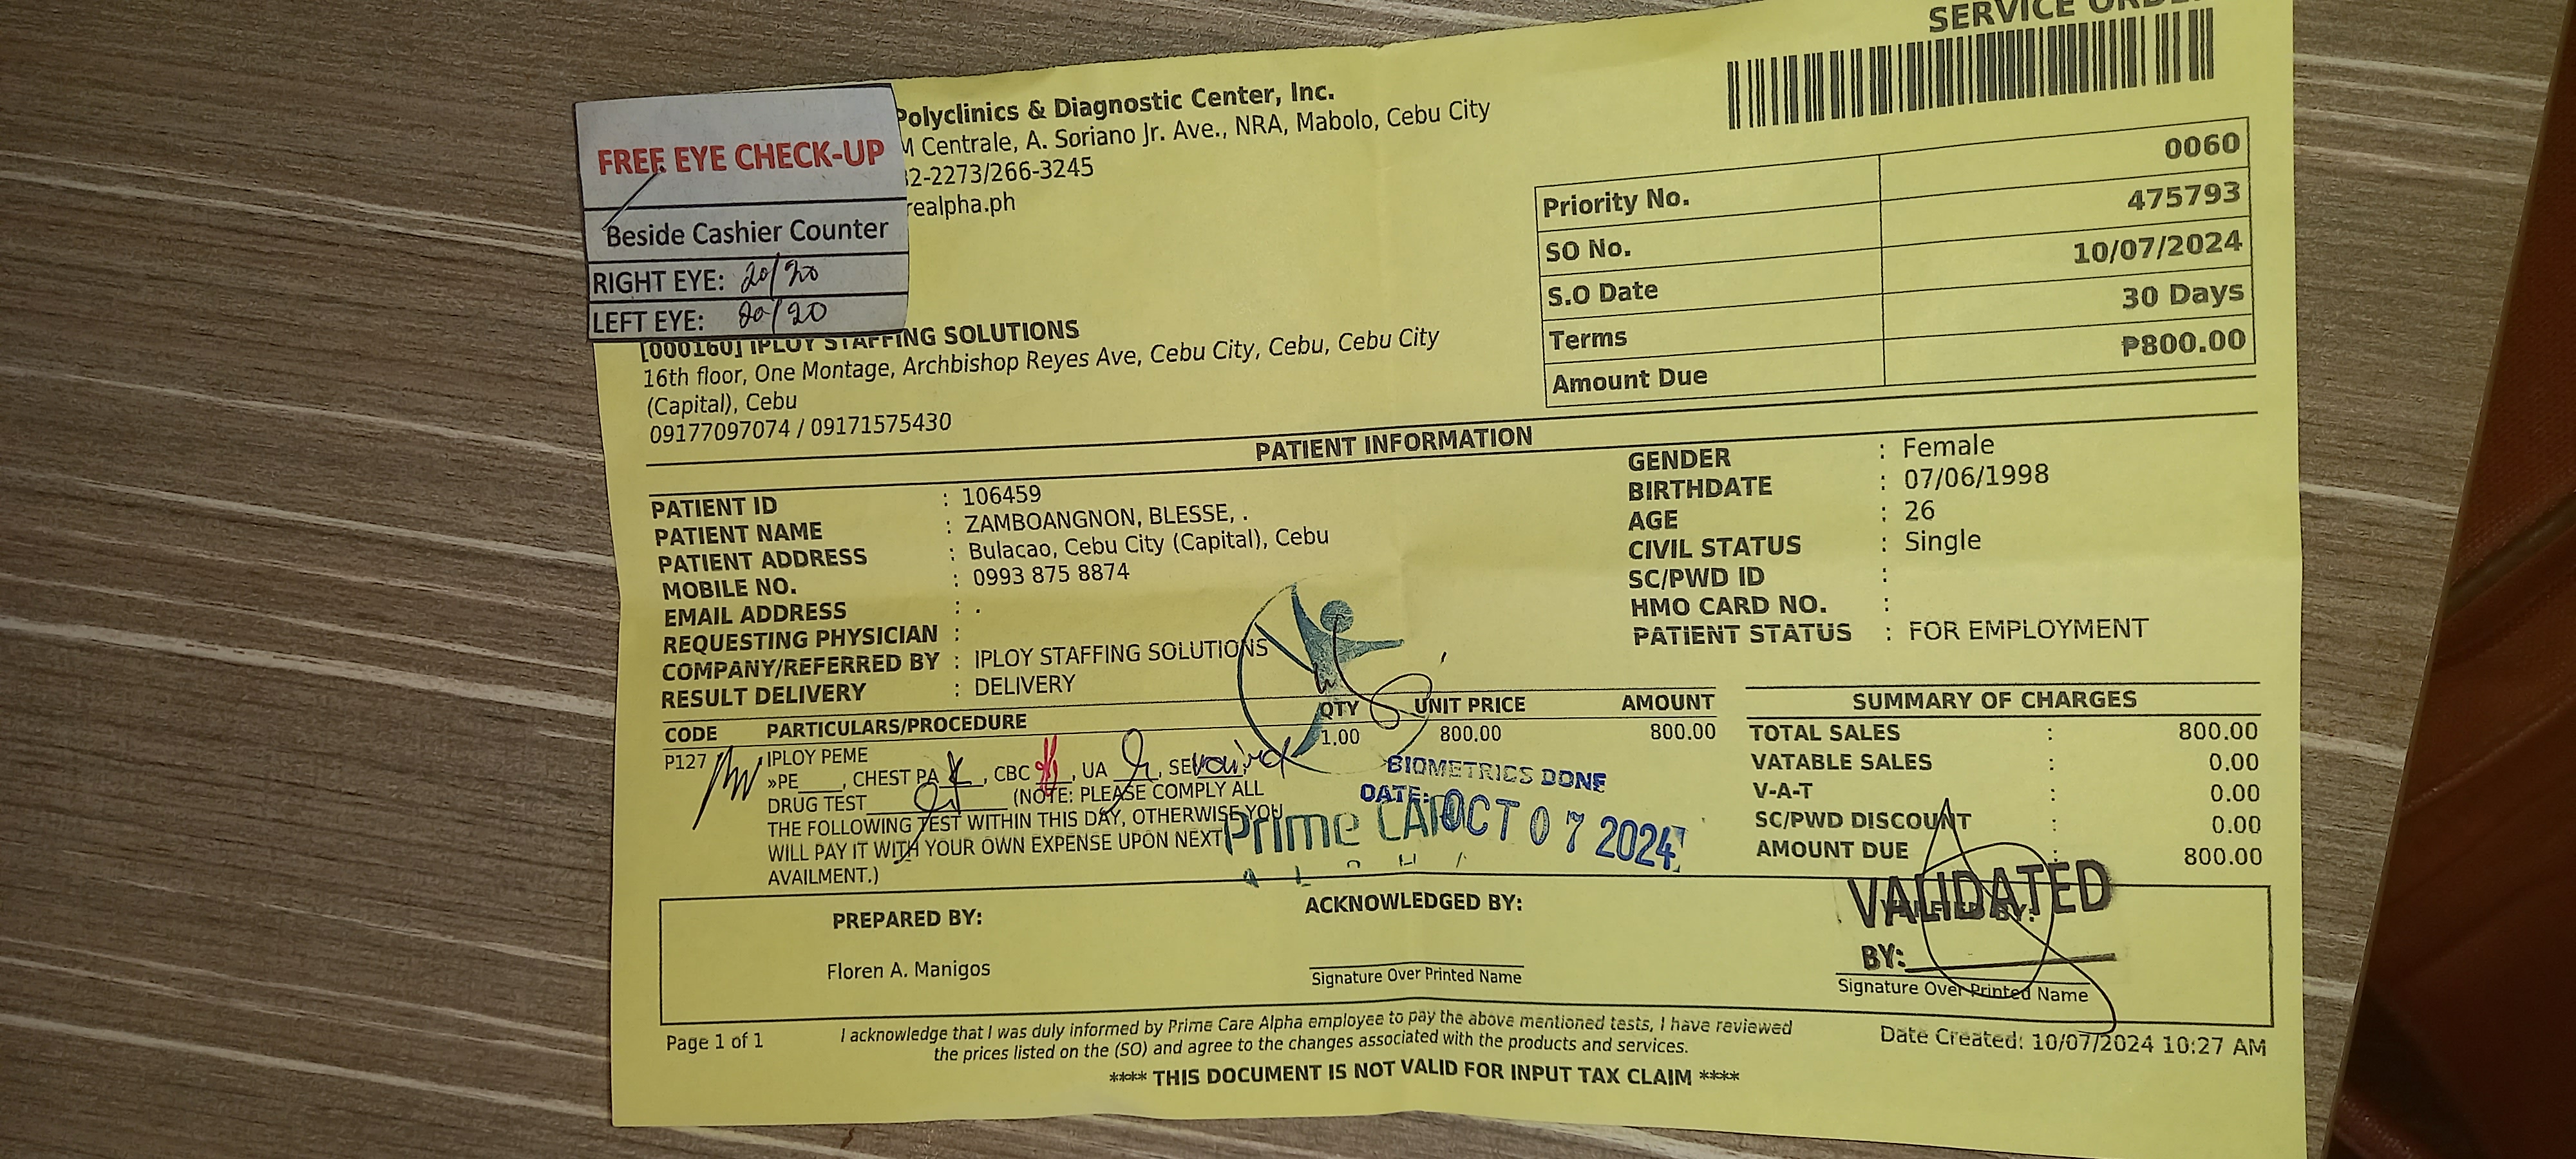 SERVICE ORDER
Polyclinics & Diagnostic Center, Inc.
M Centrale, A. Soriano Jr. Ave., NRA, Mabolo, Cebu City
32-2273/266-3245
realpha.ph
FREE EYE CHECK-UP
Beside Cashier Counter
RIGHT EYE: 20/20
LEFT EYE: 20/20
Priority No. 0060
SO No. 475793
S.O Date 10/07/2024
Terms 30 Days
Amount Due ₱800.00
[000160] IPLOY STAFFING SOLUTIONS
16th floor, One Montage, Archbishop Reyes Ave, Cebu City, Cebu, Cebu City
(Capital), Cebu
09177097074 / 09171575430
PATIENT INFORMATION
PATIENT ID : 106459
PATIENT NAME : ZAMBOANGNON, BLESSE, .
PATIENT ADDRESS : Bulacao, Cebu City (Capital), Cebu
MOBILE NO. : 0993 875 8874
EMAIL ADDRESS : .
REQUESTING PHYSICIAN :
COMPANY/REFERRED BY : IPLOY STAFFING SOLUTIONS
RESULT DELIVERY : DELIVERY
GENDER : Female
BIRTHDATE : 07/06/1998
AGE : 26
CIVIL STATUS : Single
SC/PWD ID :
HMO CARD NO. :
PATIENT STATUS : FOR EMPLOYMENT
CODE PARTICULARS/PROCEDURE QTY UNIT PRICE AMOUNT
P127 IPLOY PEME 1.00 800.00 800.00
»PE____, CHEST PA____, CBC____, UA____,
DRUG TEST____ (NOTE: PLEASE COMPLY ALL
THE FOLLOWING TEST WITHIN THIS DAY, OTHERWISE YOU
WILL PAY IT WITH YOUR OWN EXPENSE UPON NEXT
AVAILMENT.)
BIOMETRICS DONE
DATE: OCT 07 2024
Prime CARE
SUMMARY OF CHARGES
TOTAL SALES : 800.00
VATABLE SALES : 0.00
V-A-T : 0.00
SC/PWD DISCOUNT : 0.00
AMOUNT DUE : 800.00
PREPARED BY:
Floren A. Manigos
ACKNOWLEDGED BY:
Signature Over Printed Name
VALIDATED
BY:
Signature Over Printed Name
Page 1 of 1
I acknowledge that I was duly informed by Prime Care Alpha employee to pay the above mentioned tests, I have reviewed
the prices listed on the (SO) and agree to the changes associated with the products and services.
Date Created: 10/07/2024 10:27 AM
**** THIS DOCUMENT IS NOT VALID FOR INPUT TAX CLAIM ****